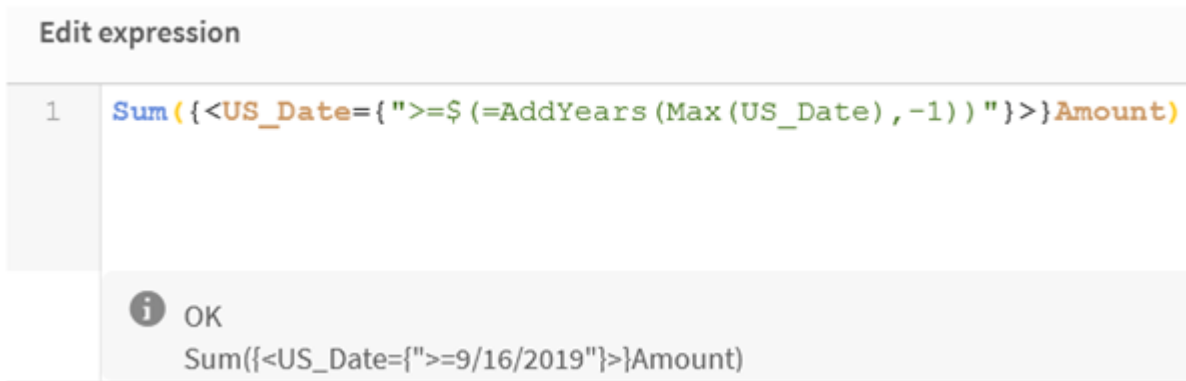 Edit expression
1 Sum({<US_Date={">=$(=AddYears(Max(US_Date),-1))"}>}Amount)
OK
Sum({<US_Date={">=9/16/2019"}>}Amount)